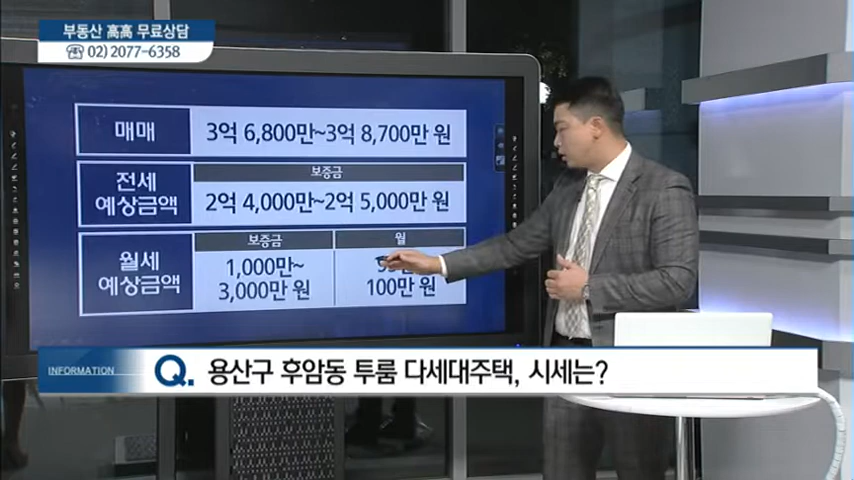 부동산 高高 무료상담
☎ 02) 2077-6358
매매
3억 6,800만~3억 8,700만 원
전세
예상금액
보증금
2억 4,000만~2억 5,000만 원
월세
예상금액
보증금
월
1,000만~
3,000만 원
100만 원
INFORMATION
Q. 용산구 후암동 투룸 다세대주택, 시세는?